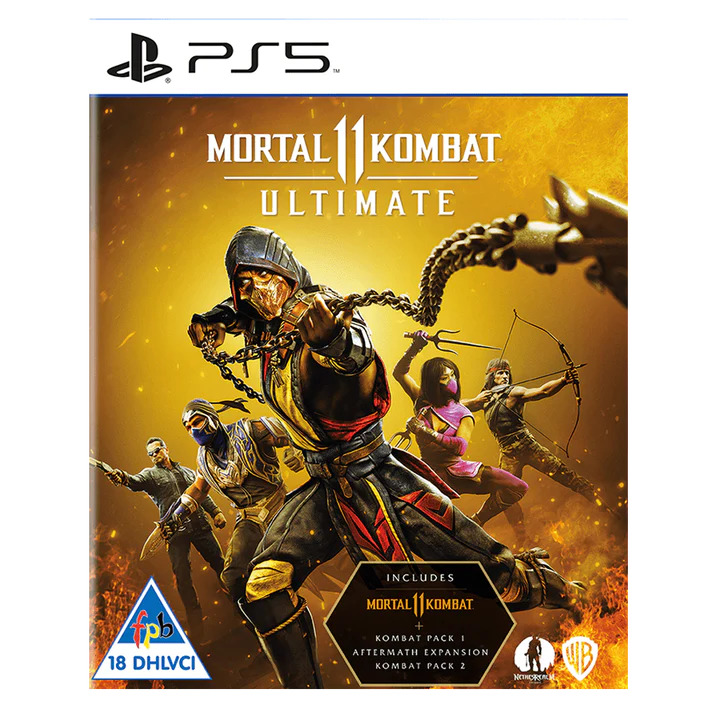 PS5
MORTAL 11 KOMBAT
ULTIMATE
INCLUDES
MORTAL 11 KOMBAT
+
KOMBAT PACK 1
AFTERMATH EXPANSION
KOMBAT PACK 2
fpb
18 DHLVCI
NETHERREALM
WB